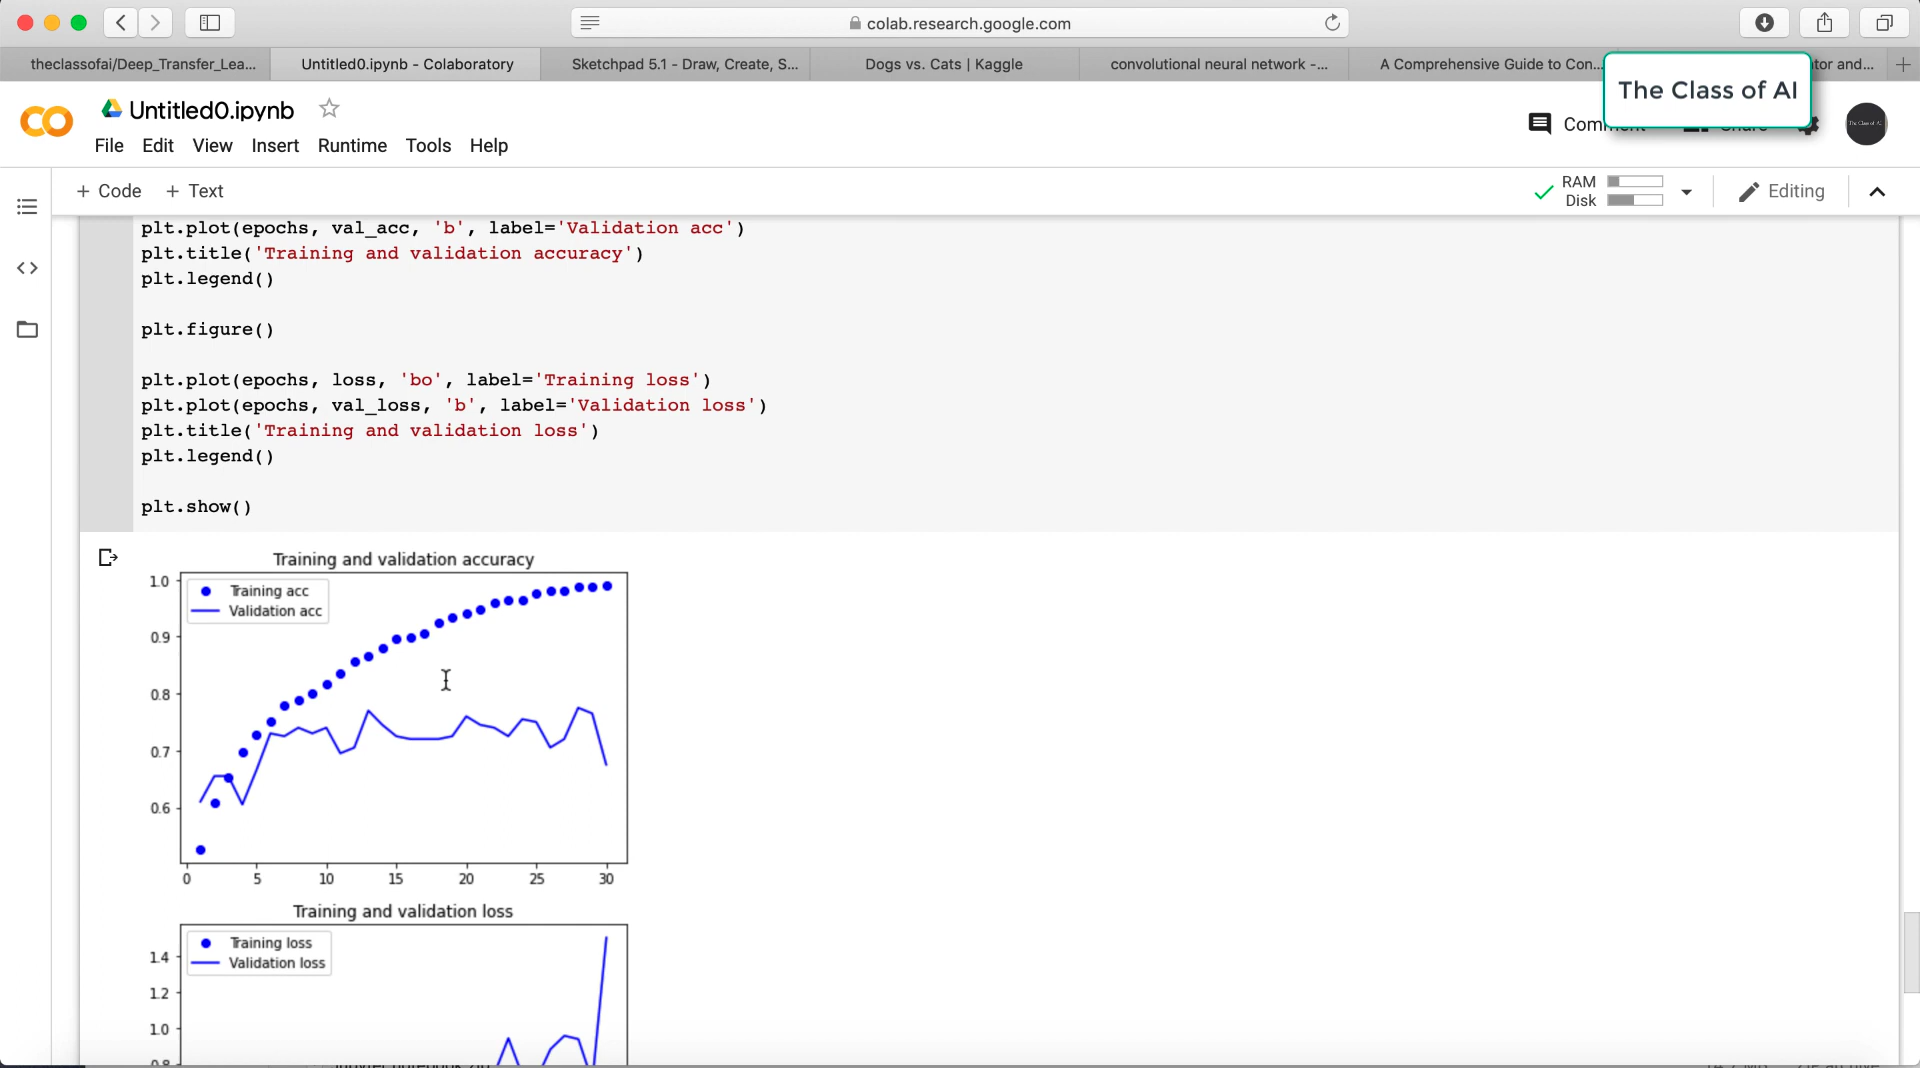 colab.research.google.com
theclassofai/Deep_Transfer_Lea...
Untitled0.ipynb - Colaboratory
Sketchpad 5.1 - Draw, Create, S...
Dogs vs. Cats | Kaggle
convolutional neural network -...
A Comprehensive Guide to Con...
tor and...
The Class of AI
Untitled0.ipynb
File Edit View Insert Runtime Tools Help
+ Code + Text
RAM
Disk
Editing
plt.plot(epochs, val_acc, 'b', label='Validation acc')
plt.title('Training and validation accuracy')
plt.legend()
plt.figure()
plt.plot(epochs, loss, 'bo', label='Training loss')
plt.plot(epochs, val_loss, 'b', label='Validation loss')
plt.title('Training and validation loss')
plt.legend()
plt.show()
Training and validation accuracy
Training acc
Validation acc
1.0
0.9
0.8
0.7
0.6
0 5 10 15 20 25 30
Training and validation loss
Training loss
Validation loss
1.4
1.2
1.0
0.8